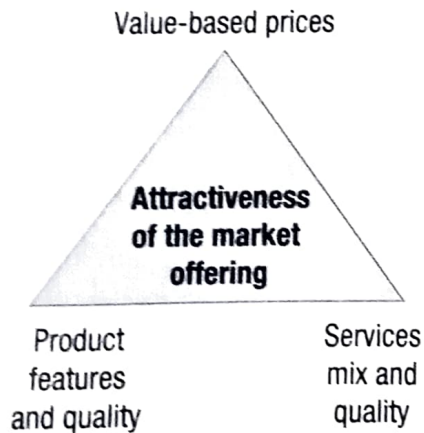 Value-based prices
Attractiveness
of the market
offering
Product
features
and quality
Services
mix and
quality